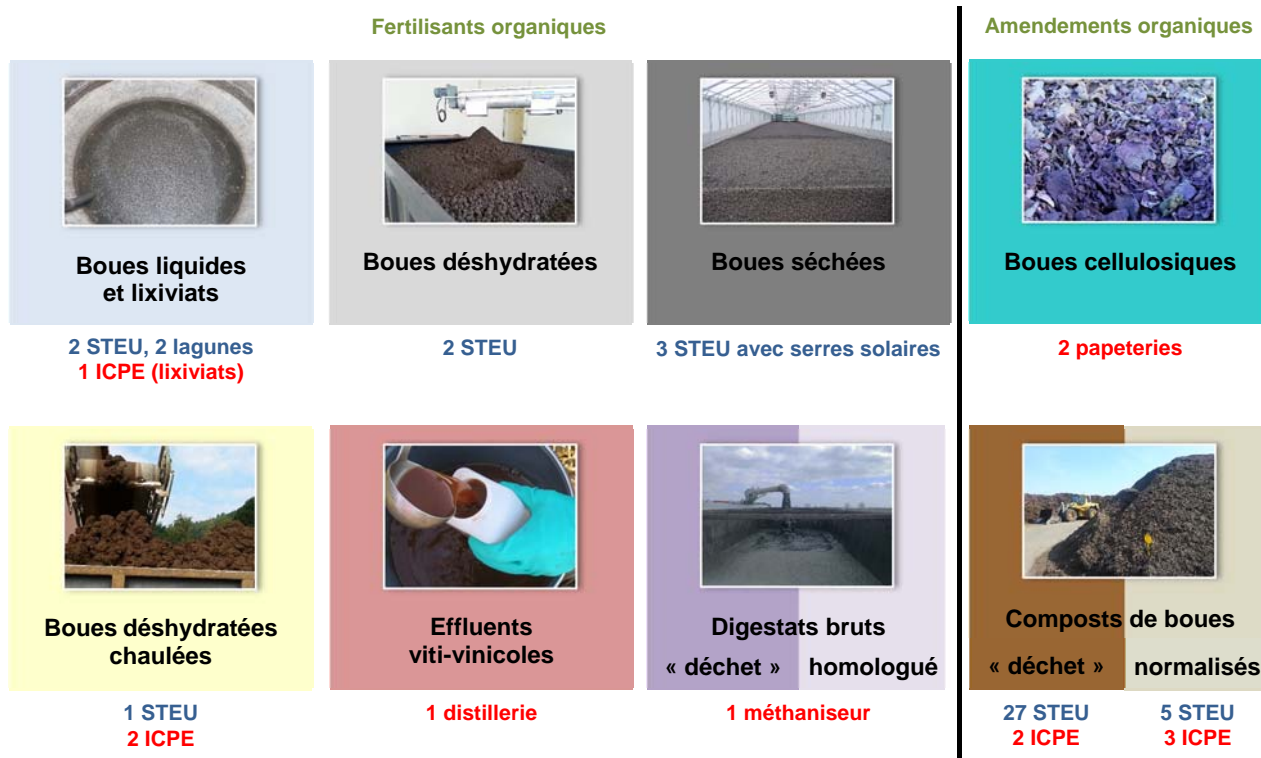 Fertilisants organiques
Amendements organiques
Boues liquides
et lixiviats
Boues déshydratées
Boues séchées
Boues cellulosiques
2 STEU, 2 lagunes
1 ICPE (lixiviats)
2 STEU
3 STEU avec serres solaires
2 papeteries
Boues déshydratées
chaulées
Effluents
viti-vinicoles
Digestats bruts
« déchet »
homologué
Composts de boues
« déchet »
normalisés
1 STEU
2 ICPE
1 distillerie
1 méthaniseur
27 STEU
2 ICPE
5 STEU
3 ICPE